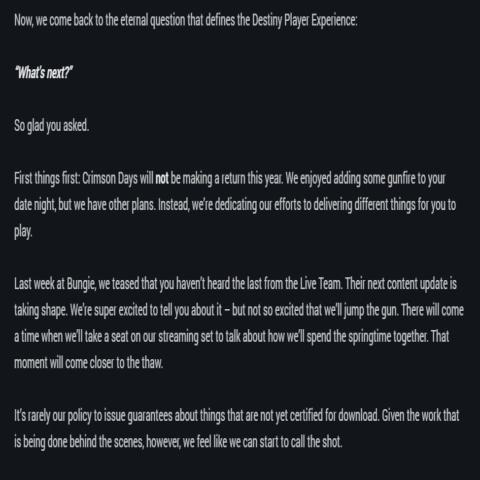 Now, we come back to the eternal question that defines the Destiny Player Experience:
“What’s next?”
So glad you asked.
First things first: Crimson Days will not be making a return this year. We enjoyed adding some gunfire to your
date night, but we have other plans. Instead, we’re dedicating our efforts to delivering different things for you to
play.
Last week at Bungie, we teased that you haven’t heard the last from the Live Team. Their next content update is
taking shape. We’re super excited to tell you about it – but not so excited that we’ll jump the gun. There will come
a time when we’ll take a seat on our streaming set to talk about how we’ll spend the springtime together. That
moment will come closer to the thaw.
It’s rarely our policy to issue guarantees about things that are not yet certified for download. Given the work that
is being done behind the scenes, however, we feel like we can start to call the shot.